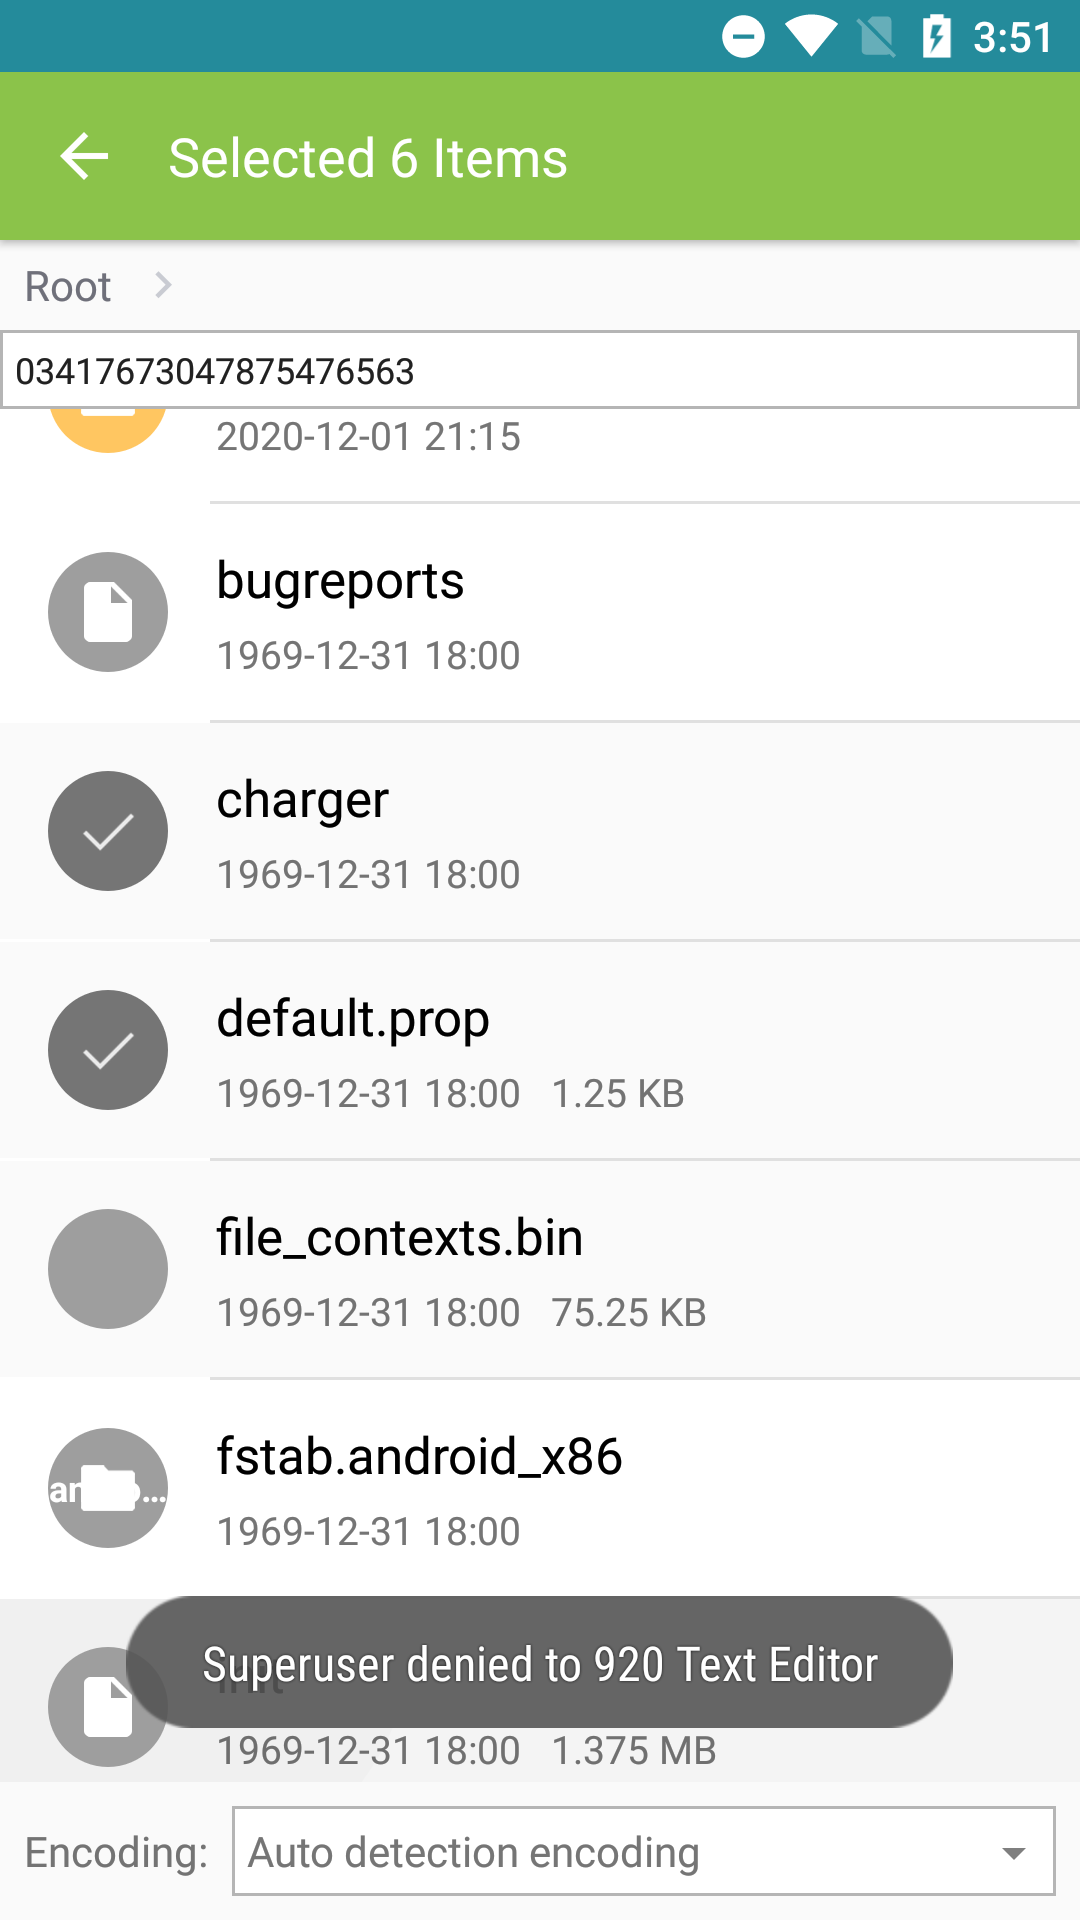 3:51
Selected 6 Items
Root
03417673047875476563
2020-12-01 21:15
bugreports
1969-12-31 18:00
charger
1969-12-31 18:00
default.prop
1969-12-31 18:00 1.25 KB
file_contexts.bin
1969-12-31 18:00 75.25 KB
fstab.android_x86
1969-12-31 18:00
Superuser denied to 920 Text Editor
1969-12-31 18:00 1.375 MB
Encoding: Auto detection encoding